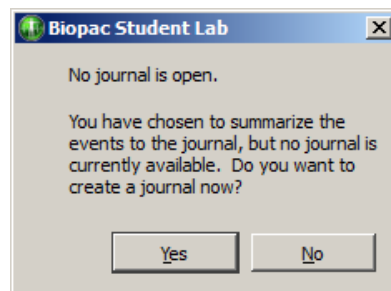 Biopac Student Lab
No journal is open.
You have chosen to summarize the
events to the journal, but no journal is
currently available.  Do you want to
create a journal now?
Yes
No